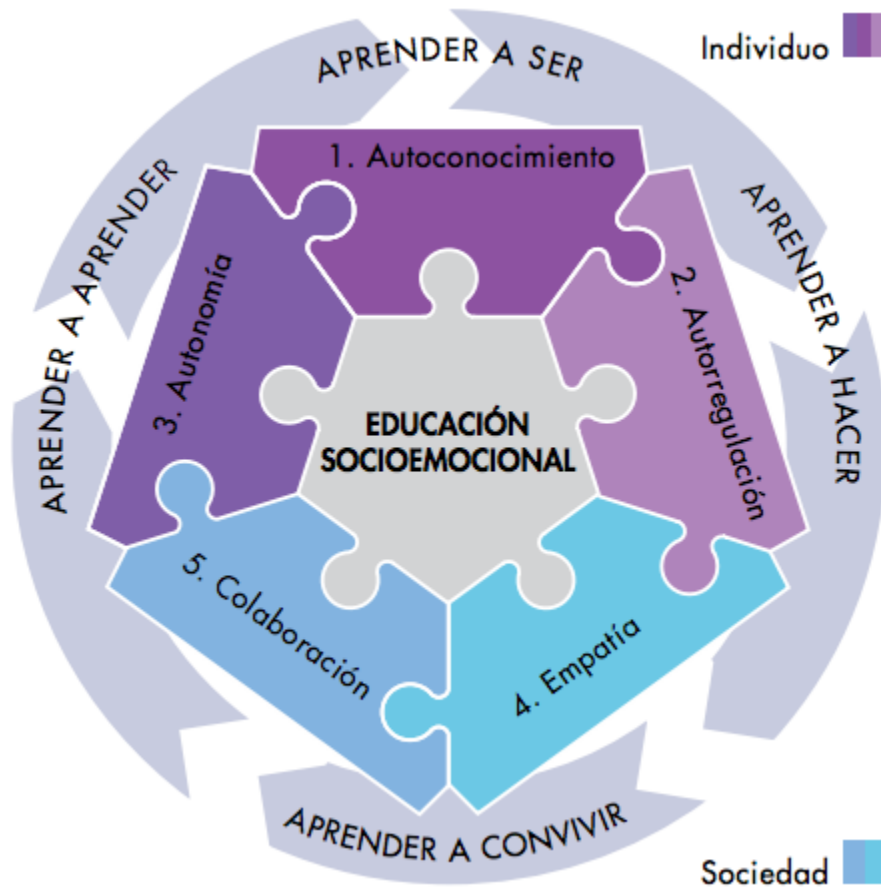 Individuo
APRENDER A SER
APRENDER A HACER
APRENDER A APRENDER
1. Autoconocimiento
2. Autorregulación
3. Autonomía
EDUCACIÓN
SOCIOEMOCIONAL
4. Empatía
5. Colaboración
APRENDER A CONVIVIR
Sociedad